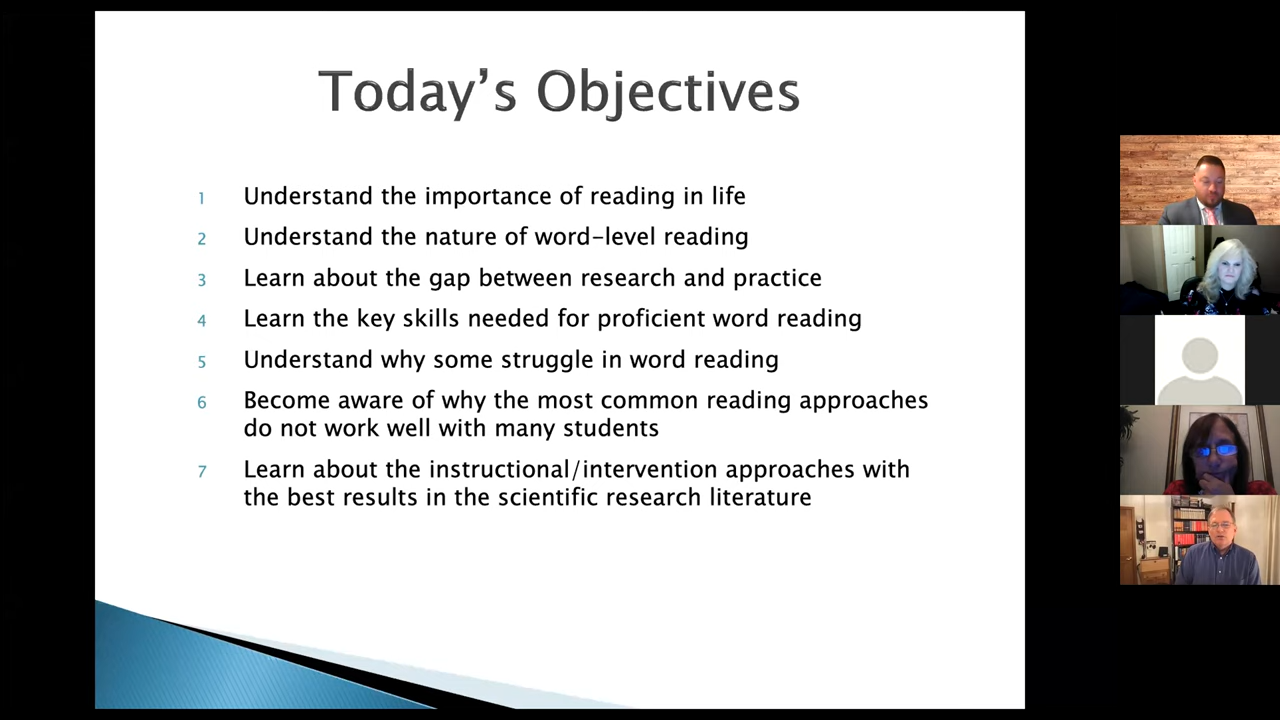 Today's Objectives
1 Understand the importance of reading in life
2 Understand the nature of word-level reading
3 Learn about the gap between research and practice
4 Learn the key skills needed for proficient word reading
5 Understand why some struggle in word reading
6 Become aware of why the most common reading approaches
do not work well with many students
7 Learn about the instructional/intervention approaches with
the best results in the scientific research literature